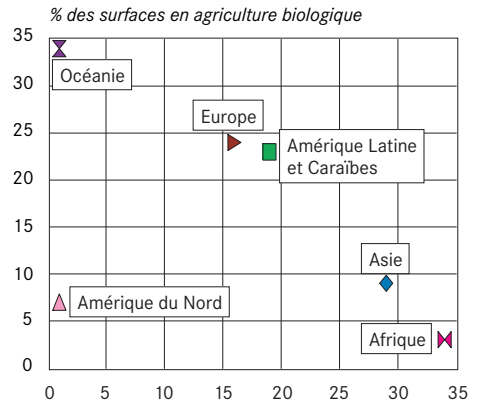 % des surfaces en agriculture biologique
35
Océanie
30
Europe
25
Amérique Latine
et Caraïbes
20
15
Asie
10
Amérique du Nord
5
Afrique
0
0 5 10 15 20 25 30 35